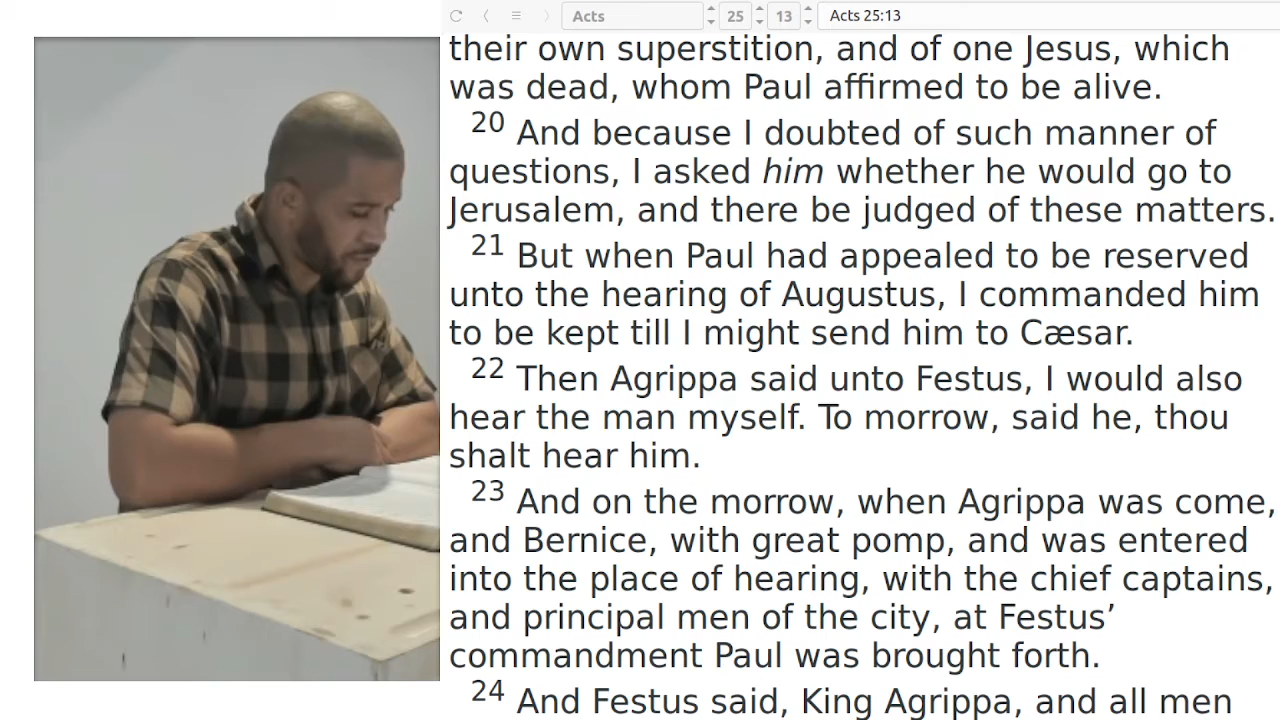 Acts 25 13 Acts 25:13
their own superstition, and of one Jesus, which
was dead, whom Paul affirmed to be alive.
20 And because I doubted of such manner of
questions, I asked him whether he would go to
Jerusalem, and there be judged of these matters.
21 But when Paul had appealed to be reserved
unto the hearing of Augustus, I commanded him
to be kept till I might send him to Cæsar.
22 Then Agrippa said unto Festus, I would also
hear the man myself. To morrow, said he, thou
shalt hear him.
23 And on the morrow, when Agrippa was come,
and Bernice, with great pomp, and was entered
into the place of hearing, with the chief captains,
and principal men of the city, at Festus’
commandment Paul was brought forth.
24 And Festus said, King Agrippa, and all men